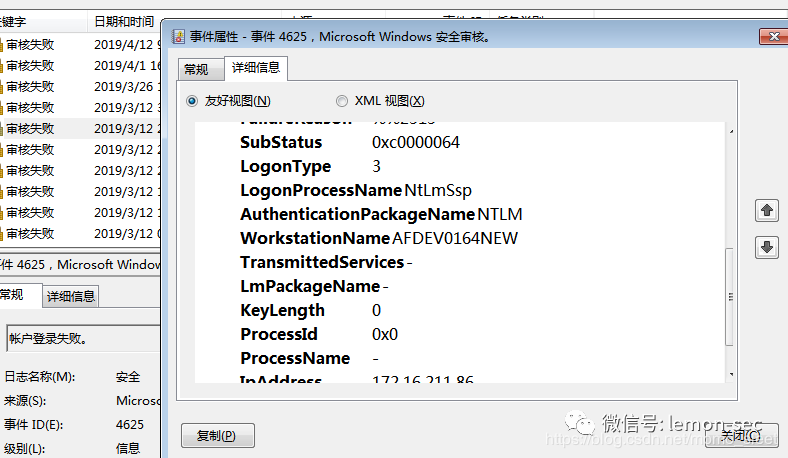 键字
日期和时间
事件属性 - 事件 4625，Microsoft Windows 安全审核。
常规
详细信息
友好视图(N)
XML 视图(X)
SubStatus 0xc0000064
LogonType 3
LogonProcessName NtLmSsp
AuthenticationPackageName NTLM
WorkstationName AFDEV0164NEW
TransmittedServices -
LmPackageName -
KeyLength 0
ProcessId 0x0
ProcessName -
IpAddress 172.16.211.86
复制(P)
关闭(C)
审核失败 2019/4/12 9
审核失败 2019/4/1 16
审核失败 2019/3/26 1
审核失败 2019/3/12 3
审核失败 2019/3/12 2
审核失败 2019/3/12 2
审核失败 2019/3/12 2
审核失败 2019/3/12 1
审核失败 2019/3/12 1
审核失败 2019/3/12 0
件 4625，Microsoft Window
常规
详细信息
帐户登录失败。
日志名称(M): 安全
来源(S): Microso
事件 ID(E): 4625
级别(L): 信息
微信号: lemon-sec